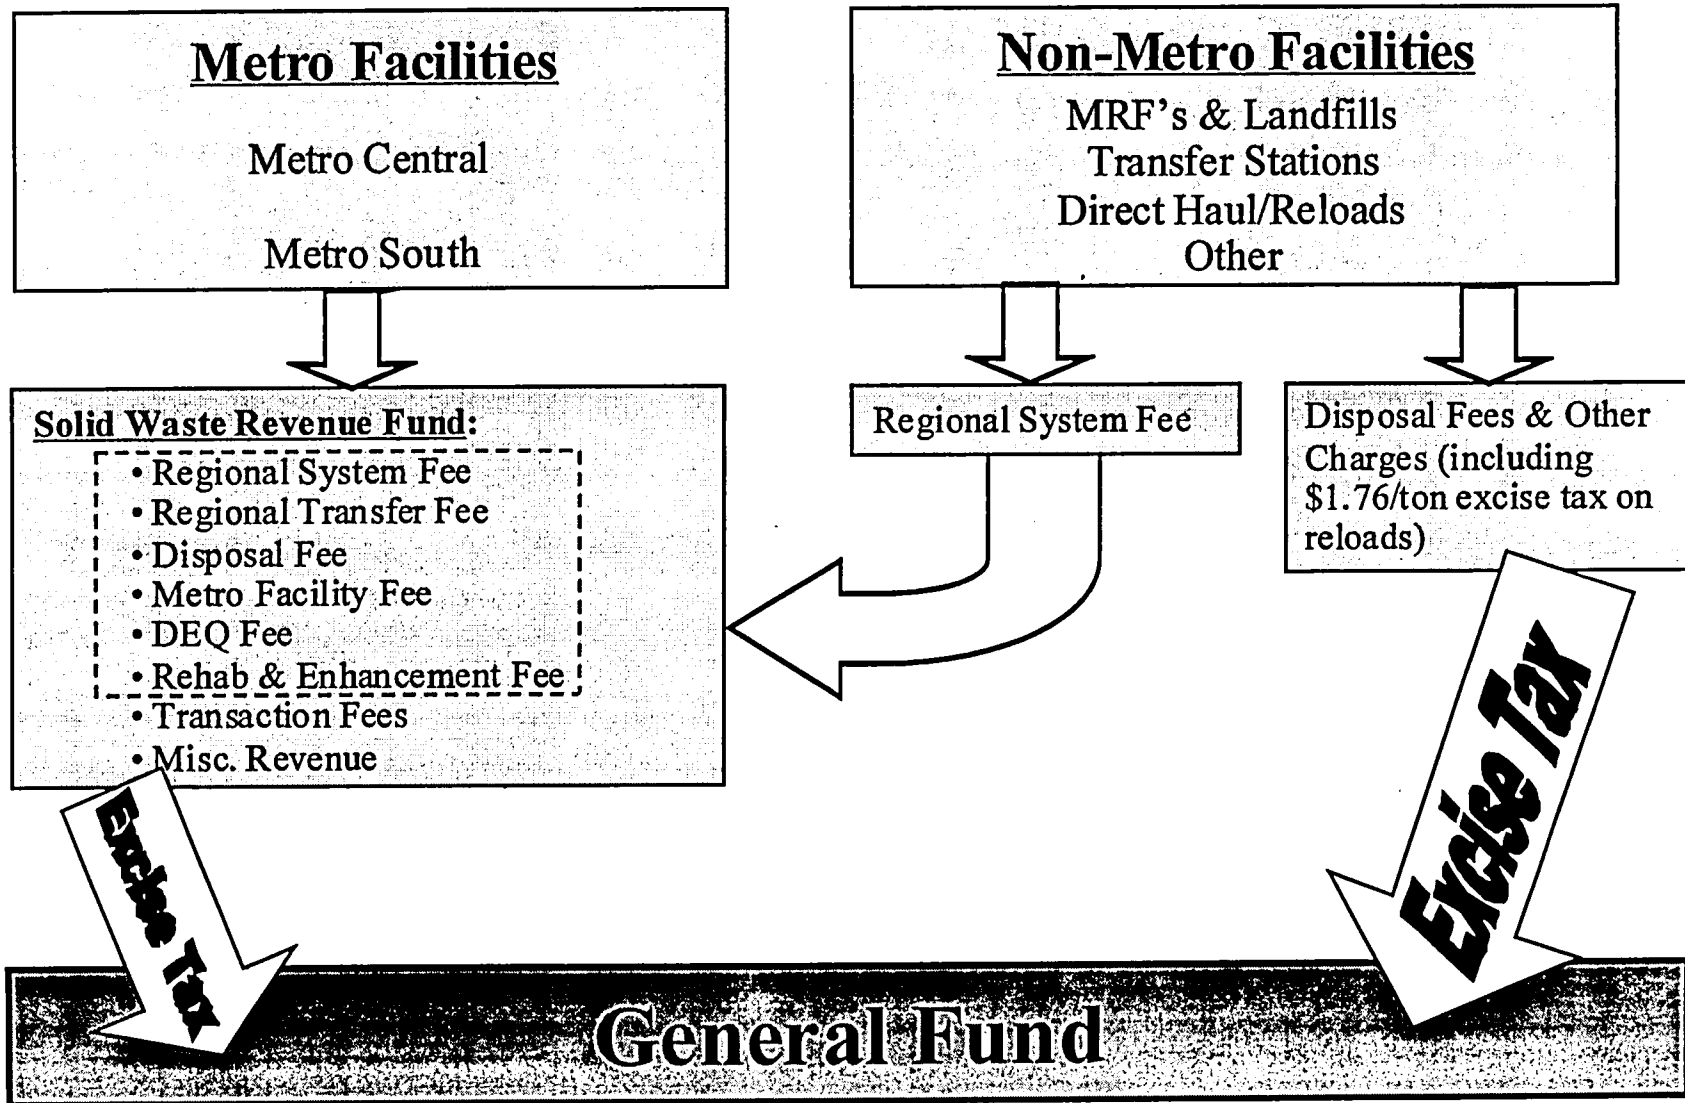 Metro Facilities
Metro Central
Metro South
Non-Metro Facilities
MRF's & Landfills
Transfer Stations
Direct Haul/Reloads
Other
Solid Waste Revenue Fund:
• Regional System Fee
• Regional Transfer Fee
• Disposal Fee
• Metro Facility Fee
• DEQ Fee
• Rehab & Enhancement Fee
• Transaction Fees
• Misc. Revenue
Regional System Fee
Disposal Fees & Other
Charges (including
$1.76/ton excise tax on
reloads)
Excise Tax
Excise Tax
General Fund